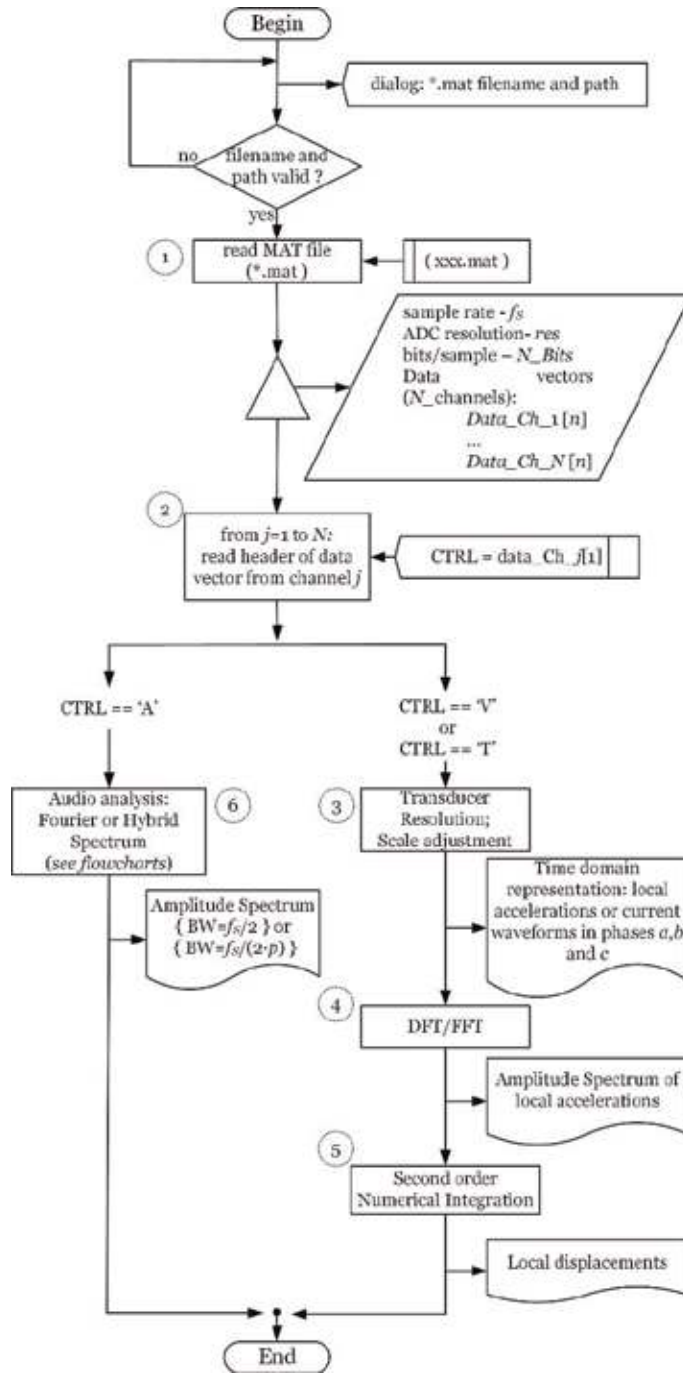 Begin
dialog: *.mat filename and path
no
filename and
path valid ?
yes
1
read MAT file
(*.mat )
( xxx.mat )
sample rate - fS
ADC resolution- res
bits/sample – N_Bits
Data vectors
(N_channels):
Data_Ch_1[n]
...
Data_Ch_N[n]
2
from j=1 to N:
read header of data
vector from channel j
CTRL = data_Ch_j[1]
CTRL == ‘A’
CTRL == ‘V’
or
CTRL == ‘T’
Audio analysis:
Fourier or Hybrid
Spectrum
(see flowcharts)
6
3
Transducer
Resolution;
Scale adjustment
Amplitude Spectrum
{ BW=fS/2 } or
{ BW=fS/(2·p) }
Time domain
representation: local
accelerations or current
waveforms in phases a,b
and c
4
DFT/FFT
Amplitude Spectrum of
local accelerations
5
Second order
Numerical Integration
Local displacements
End